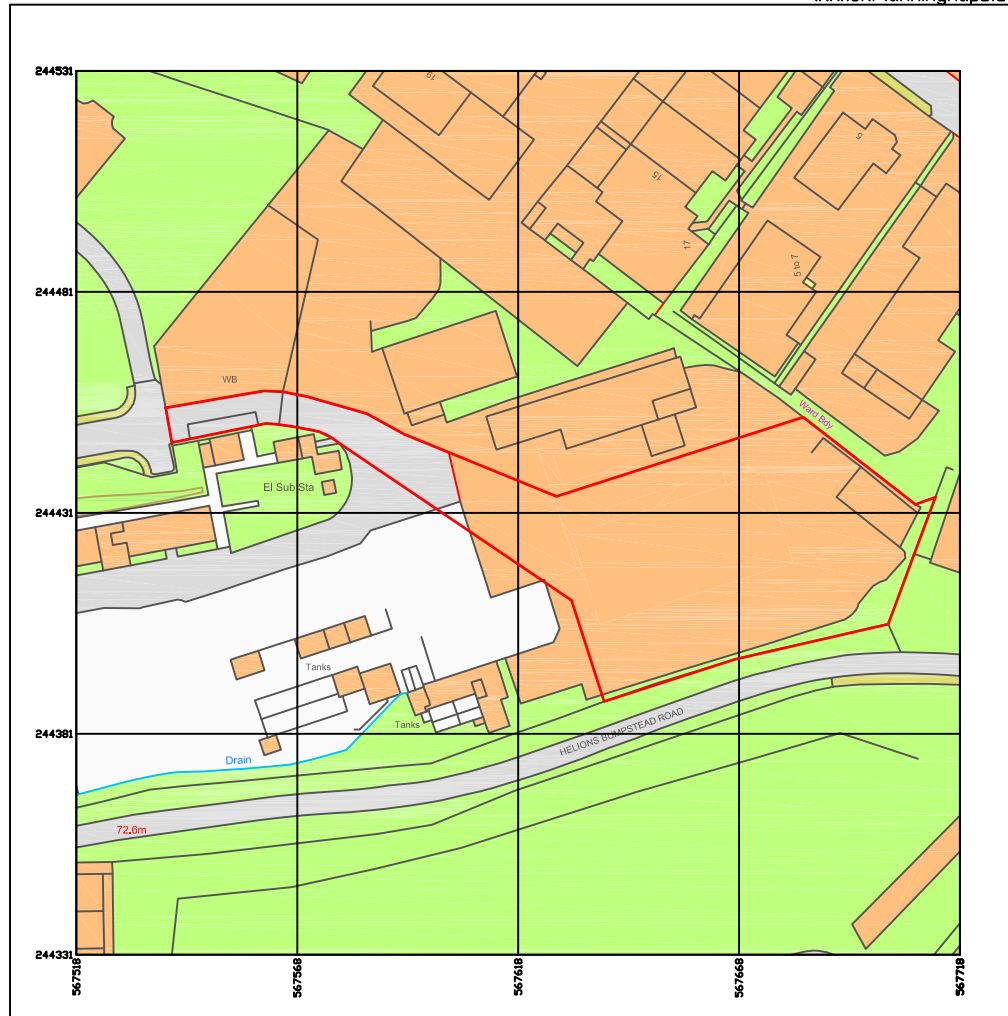 244531
19
5
15
17
5 to 7
244481
WB
Ward Bdy
El Sub Sta
244431
Tanks
Tanks
HELIONS BUMPSTEAD ROAD
244381
Drain
72.6m
244331
567518
567568
567618
567668
567718